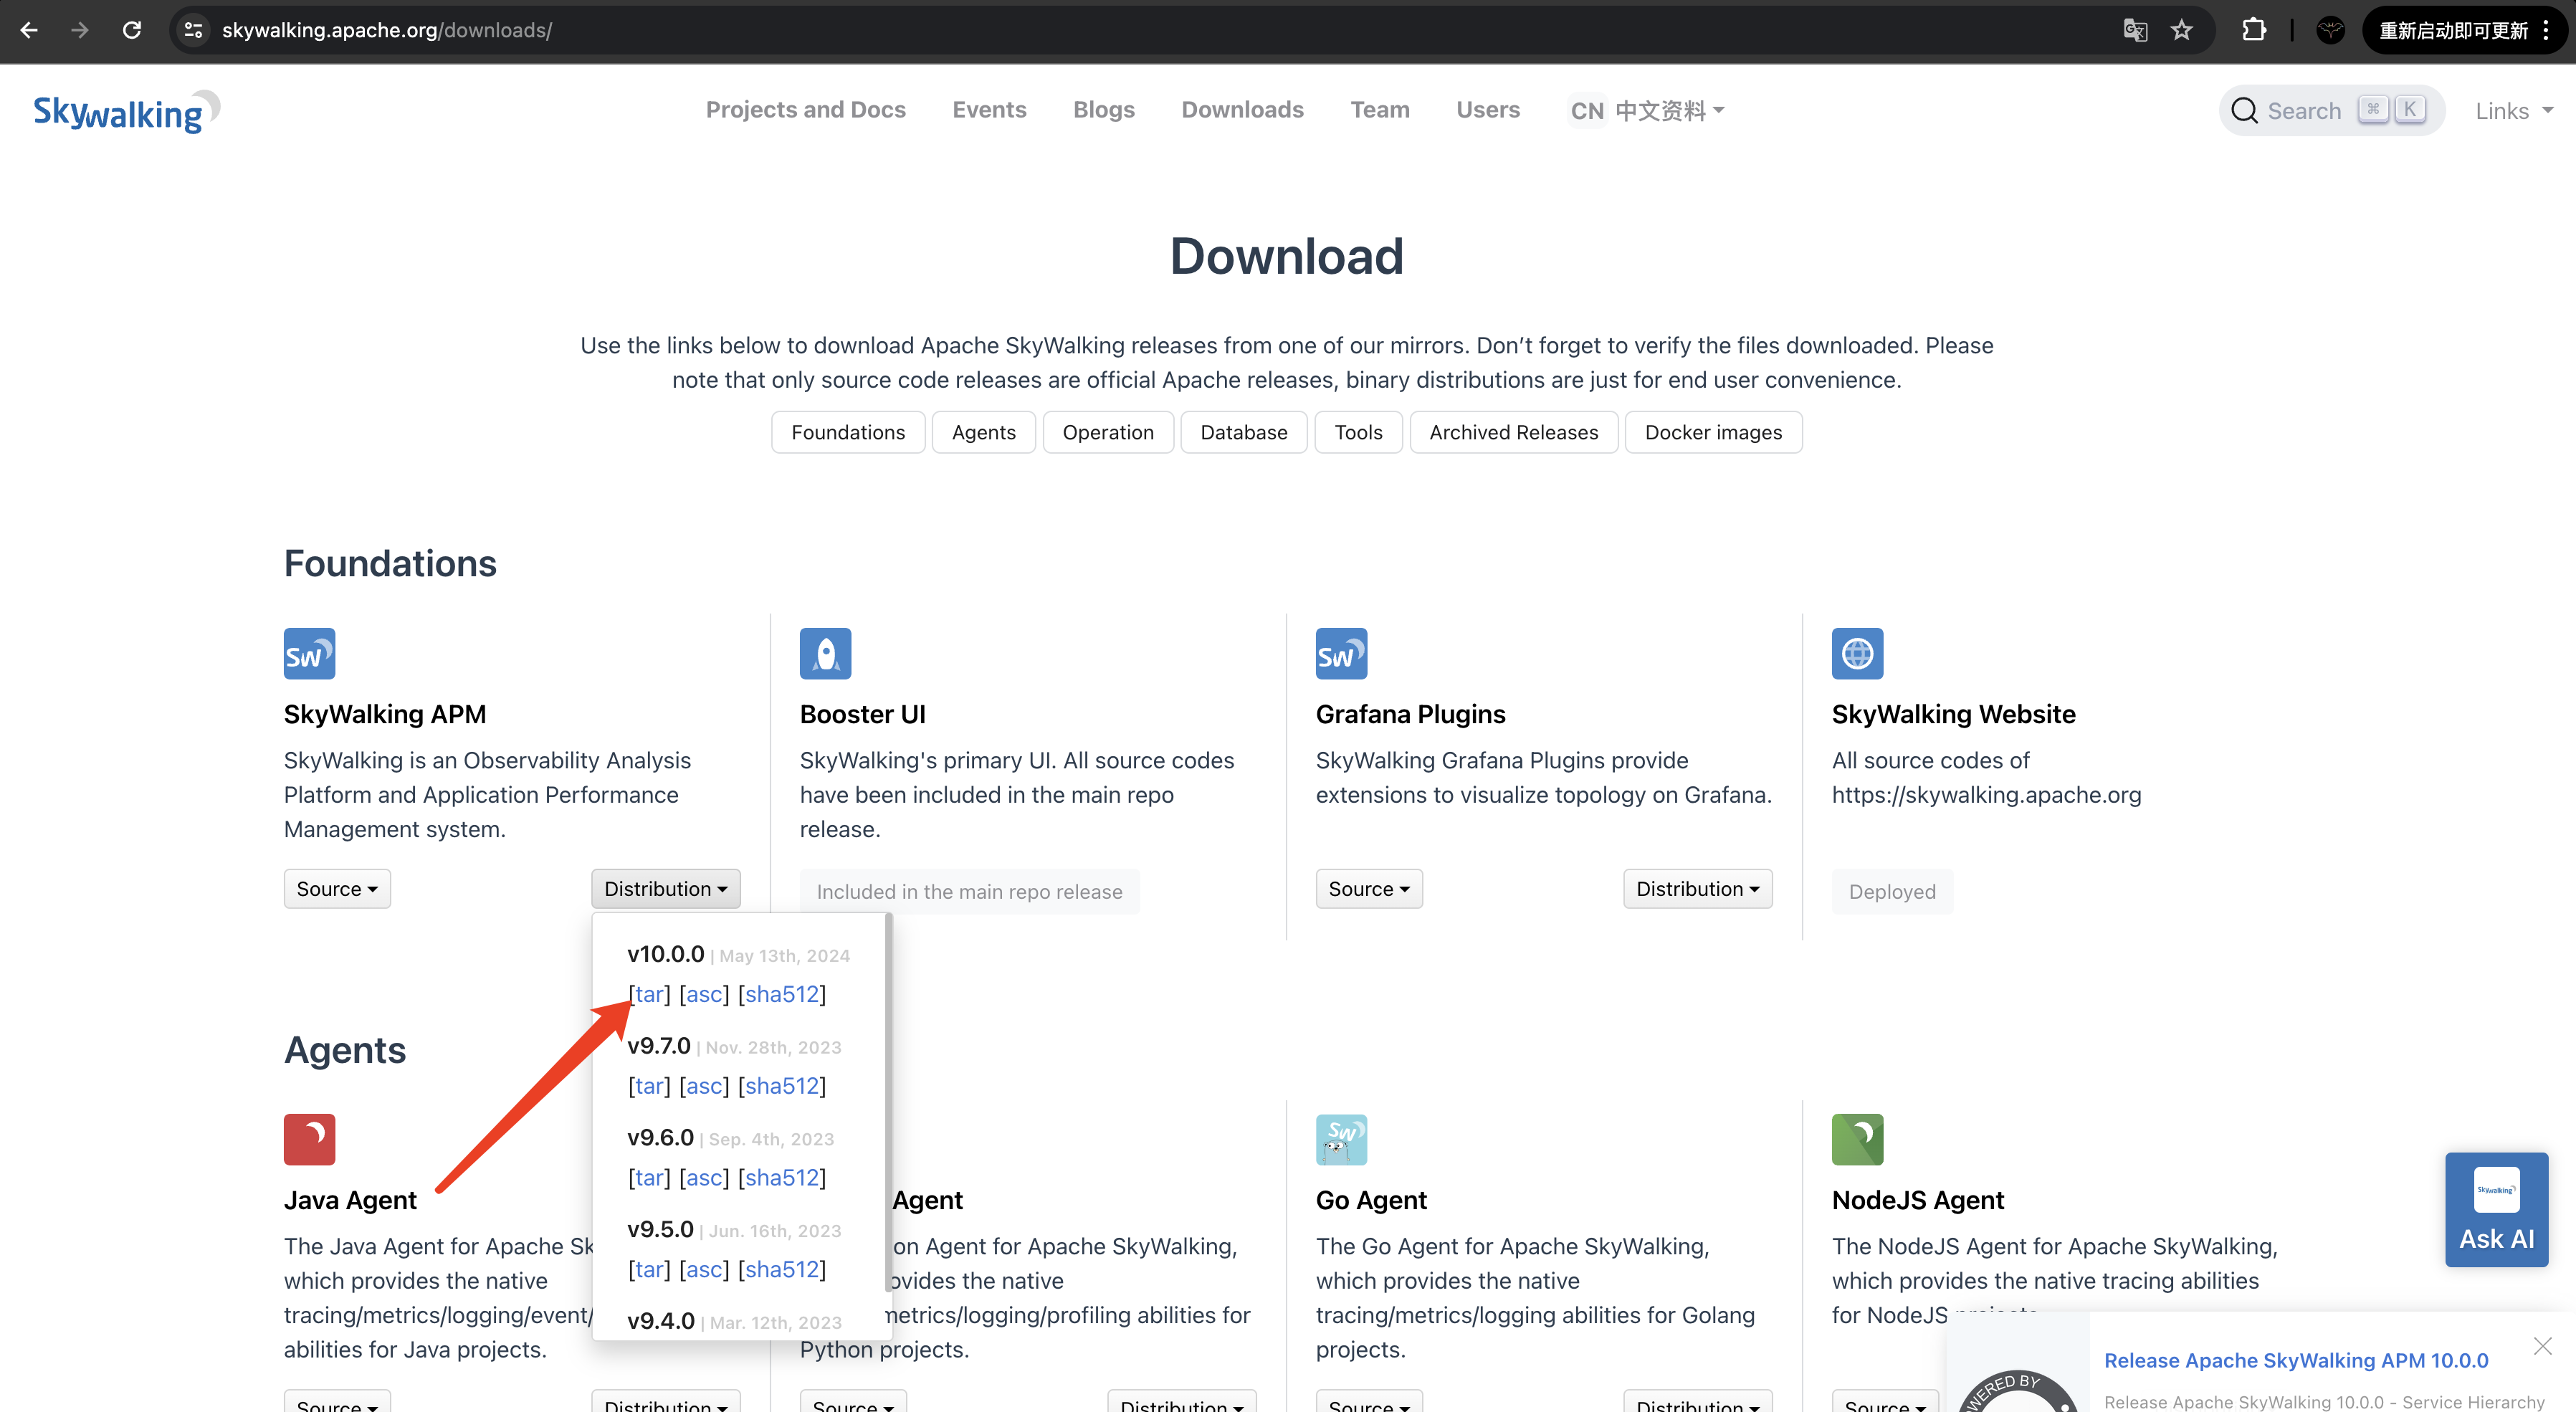 skywalking.apache.org/downloads/
重新启动即可更新
Skywalking
Projects and Docs
Events
Blogs
Downloads
Team
Users
CN 中文资料
Search ⌘ K
Links
Download
Use the links below to download Apache SkyWalking releases from one of our mirrors. Don’t forget to verify the files downloaded. Please
note that only source code releases are official Apache releases, binary distributions are just for end user convenience.
Foundations
Agents
Operation
Database
Tools
Archived Releases
Docker images
Foundations
SW
SkyWalking APM
SkyWalking is an Observability Analysis
Platform and Application Performance
Management system.
Source
Distribution
v10.0.0 | May 13th, 2024
[tar] [asc] [sha512]
v9.7.0 | Nov. 28th, 2023
[tar] [asc] [sha512]
v9.6.0 | Sep. 4th, 2023
[tar] [asc] [sha512]
v9.5.0 | Jun. 16th, 2023
[tar] [asc] [sha512]
v9.4.0 | Mar. 12th, 2023
Booster UI
SkyWalking's primary UI. All source codes
have been included in the main repo
release.
Included in the main repo release
SW
Grafana Plugins
SkyWalking Grafana Plugins provide
extensions to visualize topology on Grafana.
Source
Distribution
SkyWalking Website
All source codes of
https://skywalking.apache.org
Deployed
Agents
Java Agent
The Java Agent for Apache Sk
which provides the native
tracing/metrics/logging/event/
abilities for Java projects.
Source
Distribution
Agent
on Agent for Apache SkyWalking,
ovides the native
metrics/logging/profiling abilities for
Python projects.
Source
Distribution
SW
Go Agent
The Go Agent for Apache SkyWalking,
which provides the native
tracing/metrics/logging abilities for Golang
projects.
Source
Distribution
NodeJS Agent
The NodeJS Agent for Apache SkyWalking,
which provides the native tracing abilities
for NodeJS projects.
Source
Skywalking
Ask AI
WERED BY
Release Apache SkyWalking APM 10.0.0
Release Apache SkyWalking 10.0.0 - Service Hierarchy